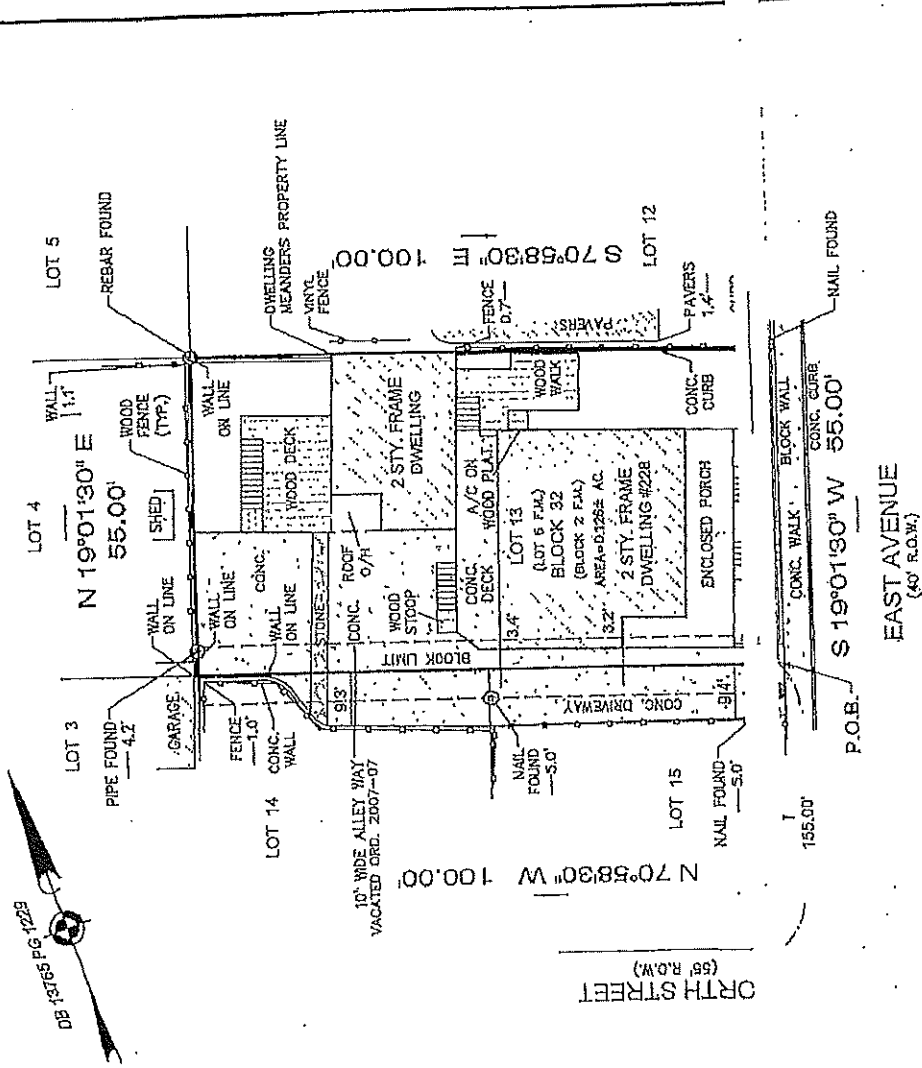 DB 13765 PG 1229
LOT 5
REBAR FOUND
LOT 4
WALL
1.1'
N 19°01'30" E
55.00'
WOOD
FENCE
(TYP.)
SHED
WALL
ON LINE
DWELLING
MEANDERS PROPERTY LINE
VINYL
FENCE
S 70°58'30" E 100.00'
LOT 12
LOT 3
PIPE FOUND
4.2'
GARAGE
WALL
ON LINE
WALL
ON LINE
CONC.
WALL
ON LINE
FENCE
1.0'
CONC.
WALL
LOT 14
STONE
WOOD DECK
2 STY. FRAME
DWELLING
ROOF
O/H
CONC.
WOOD
STOOP
CONC.
DECK
A/C ON
WOOD PLAT.
WOOD
WALK
FENCE
0.7'
PAVERS
PAVERS
1.4'
CONC.
CURB
BLOCK LIMIT
9.3'
10' WIDE ALLEY WAY
VACATED ORD. 2007-07
LOT 13
(LOT 6 F.M.)
BLOCK 32
(BLOCK 2 F.M.)
AREA=0.126± AC.
2 STY. FRAME
DWELLING #228
3.4'
3.2'
ENCLOSED PORCH
CONC. DRIVEWAY
9.4'
NAIL
FOUND
5.0'
LOT 15
NAIL FOUND
5.0'
N 70°58'30" W 100.00'
155.00'
P.O.B.
BLOCK WALL
CONC. WALK
CONC. CURB
NAIL FOUND
S 19°01'30" W 55.00'
EAST AVENUE
(40' R.O.W.)
ORTH STREET
(55' R.O.W.)